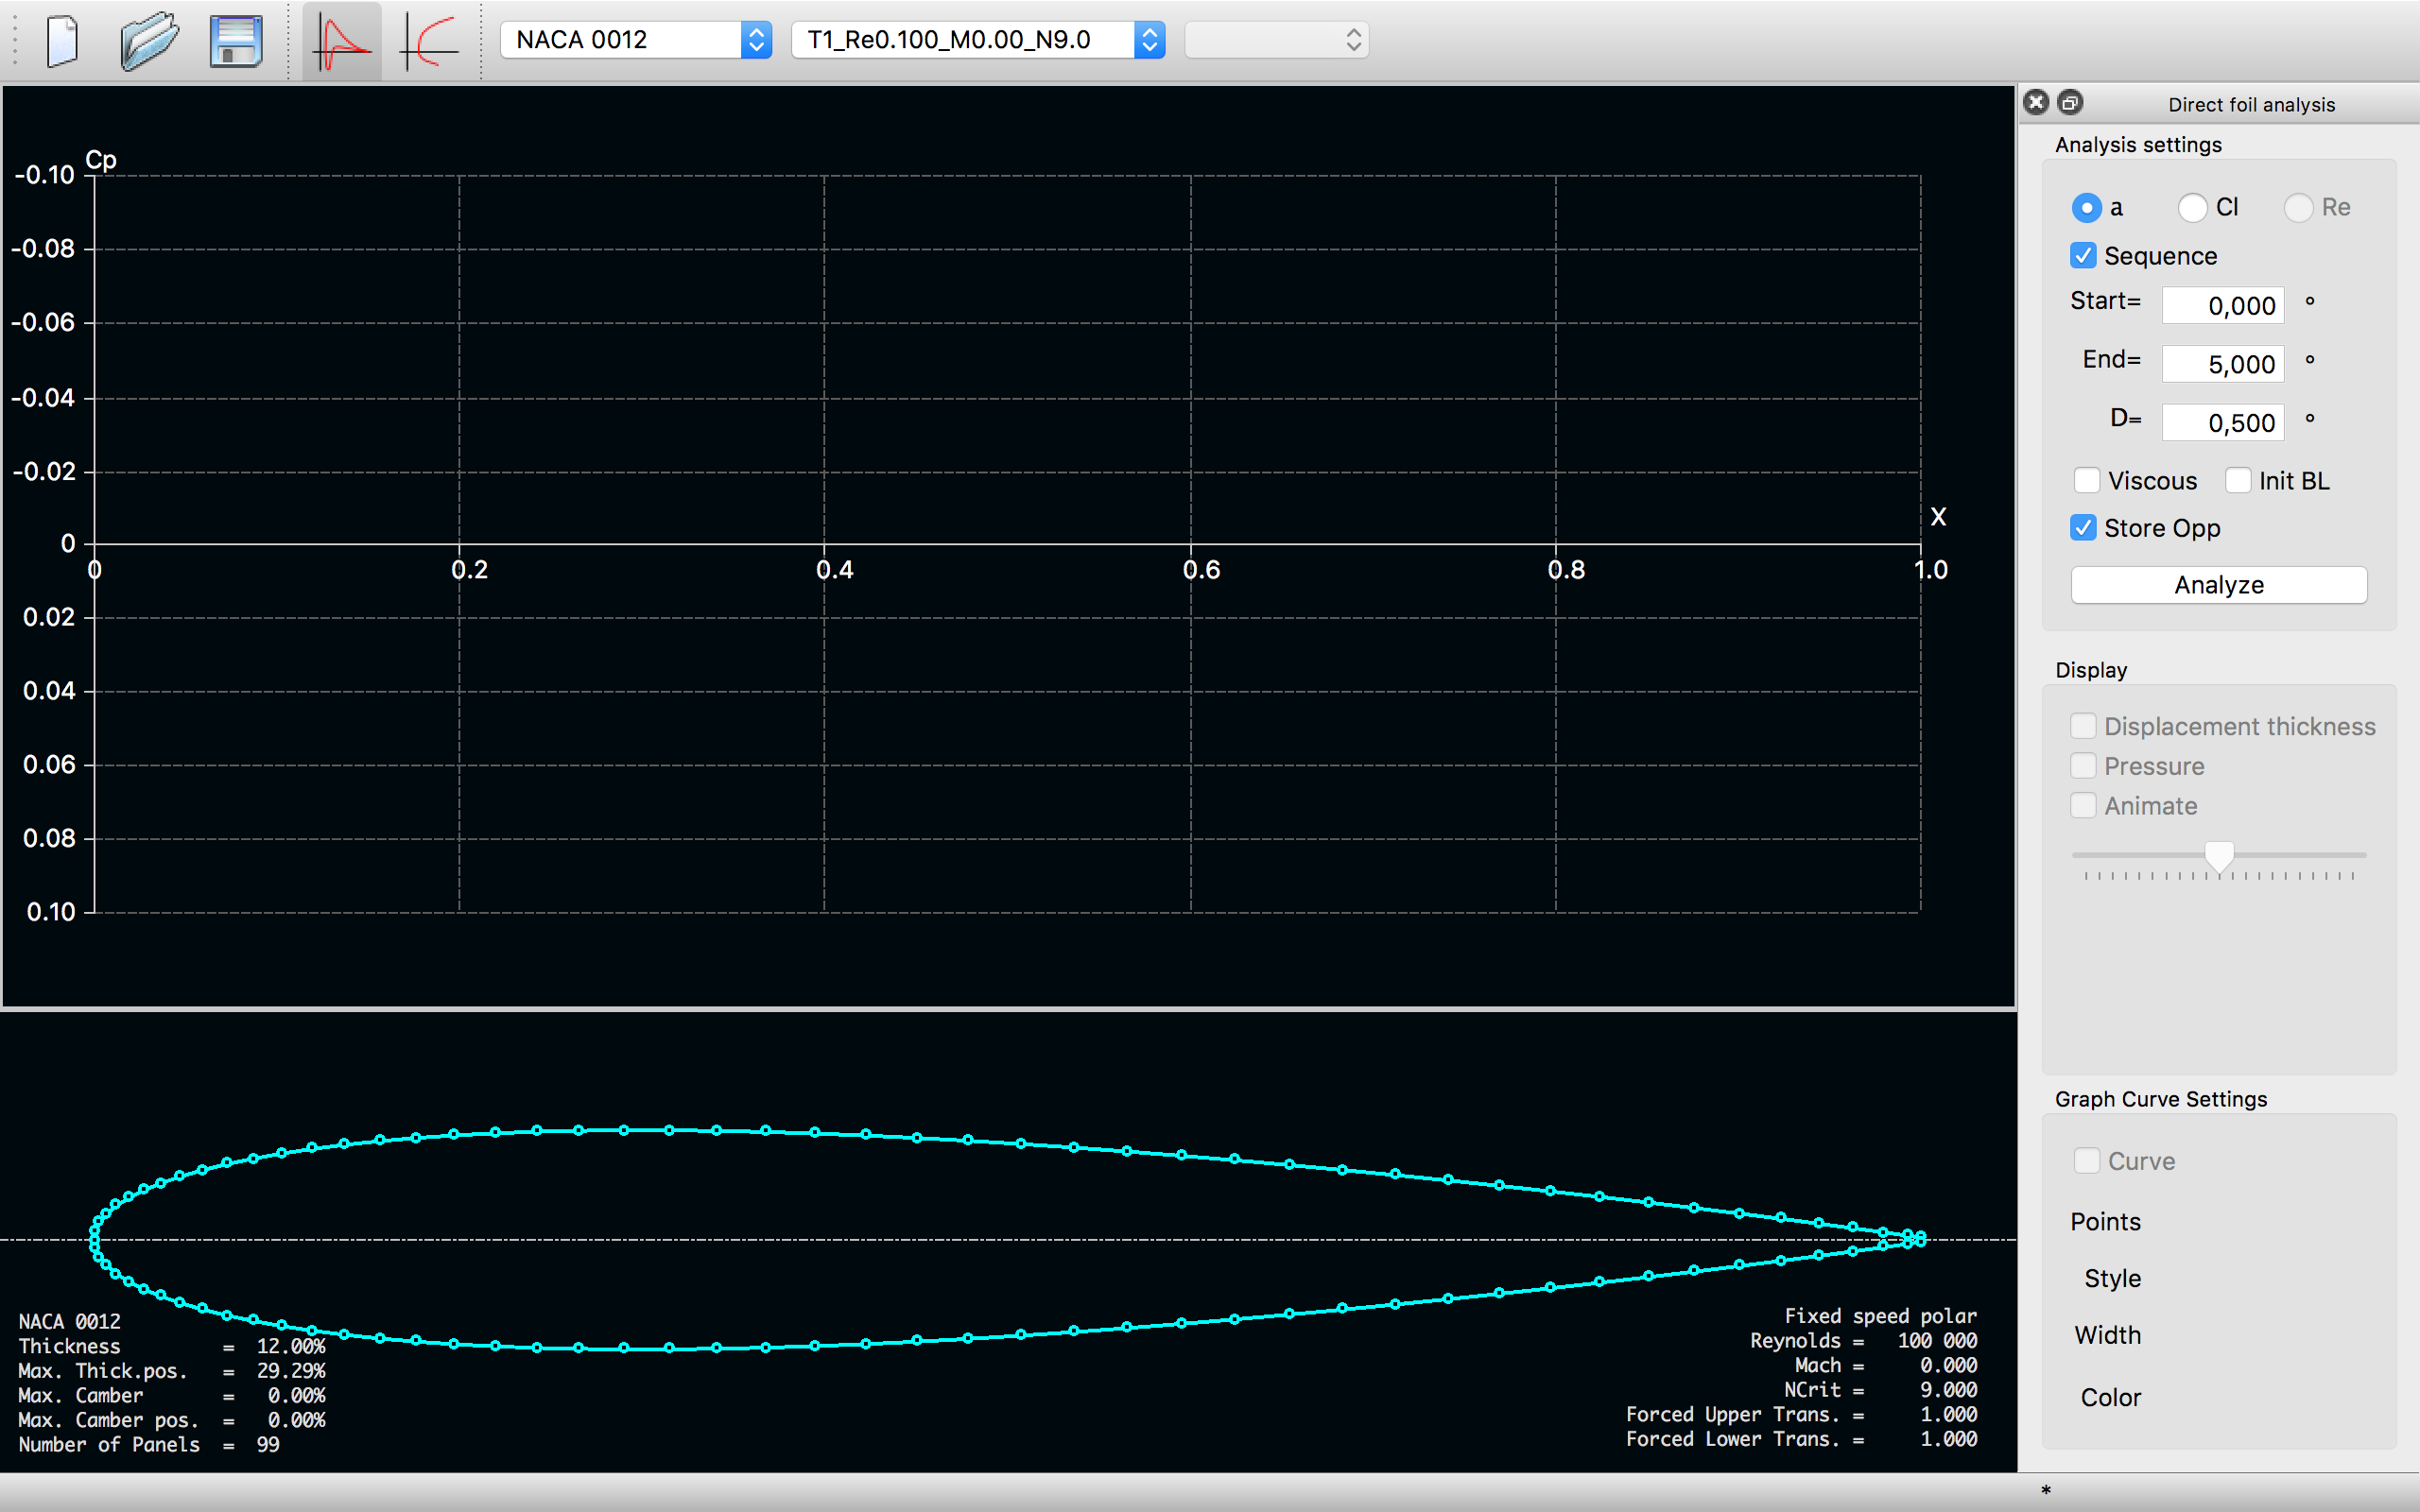 NACA 0012
T1_Re0.100_M0.00_N9.0
Cp
-0.10
-0.08
-0.06
-0.04
-0.02
0
0.02
0.04
0.06
0.08
0.10
X
0 0.2 0.4 0.6 0.8 1.0
NACA 0012
Thickness = 12.00%
Max. Thick.pos. = 29.29%
Max. Camber = 0.00%
Max. Camber pos. = 0.00%
Number of Panels = 99
Fixed speed polar
Reynolds = 100 000
Mach = 0.000
NCrit = 9.000
Forced Upper Trans. = 1.000
Forced Lower Trans. = 1.000
Direct foil analysis
Analysis settings
a Cl Re
Sequence
Start= 0,000 °
End= 5,000 °
D= 0,500 °
Viscous Init BL
Store Opp
Analyze
Display
Displacement thickness
Pressure
Animate
Graph Curve Settings
Curve
Points
Style
Width
Color
*